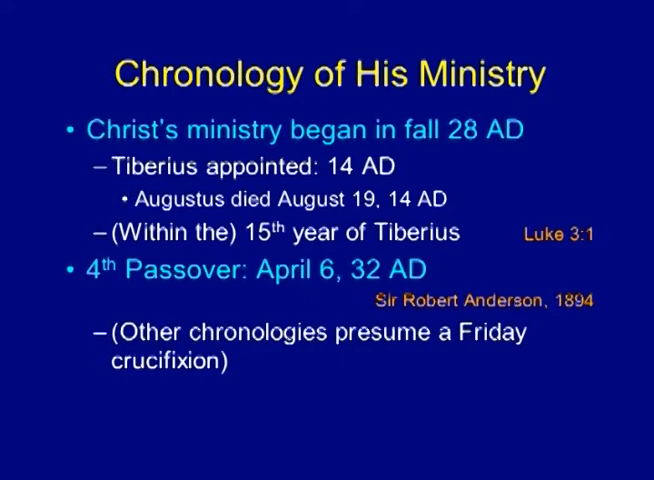 Chronology of His Ministry
• Christ's ministry began in fall 28 AD
– Tiberius appointed: 14 AD
• Augustus died August 19, 14 AD
– (Within the) 15th year of Tiberius Luke 3:1
• 4th Passover: April 6, 32 AD
Sir Robert Anderson, 1894
– (Other chronologies presume a Friday
crucifixion)